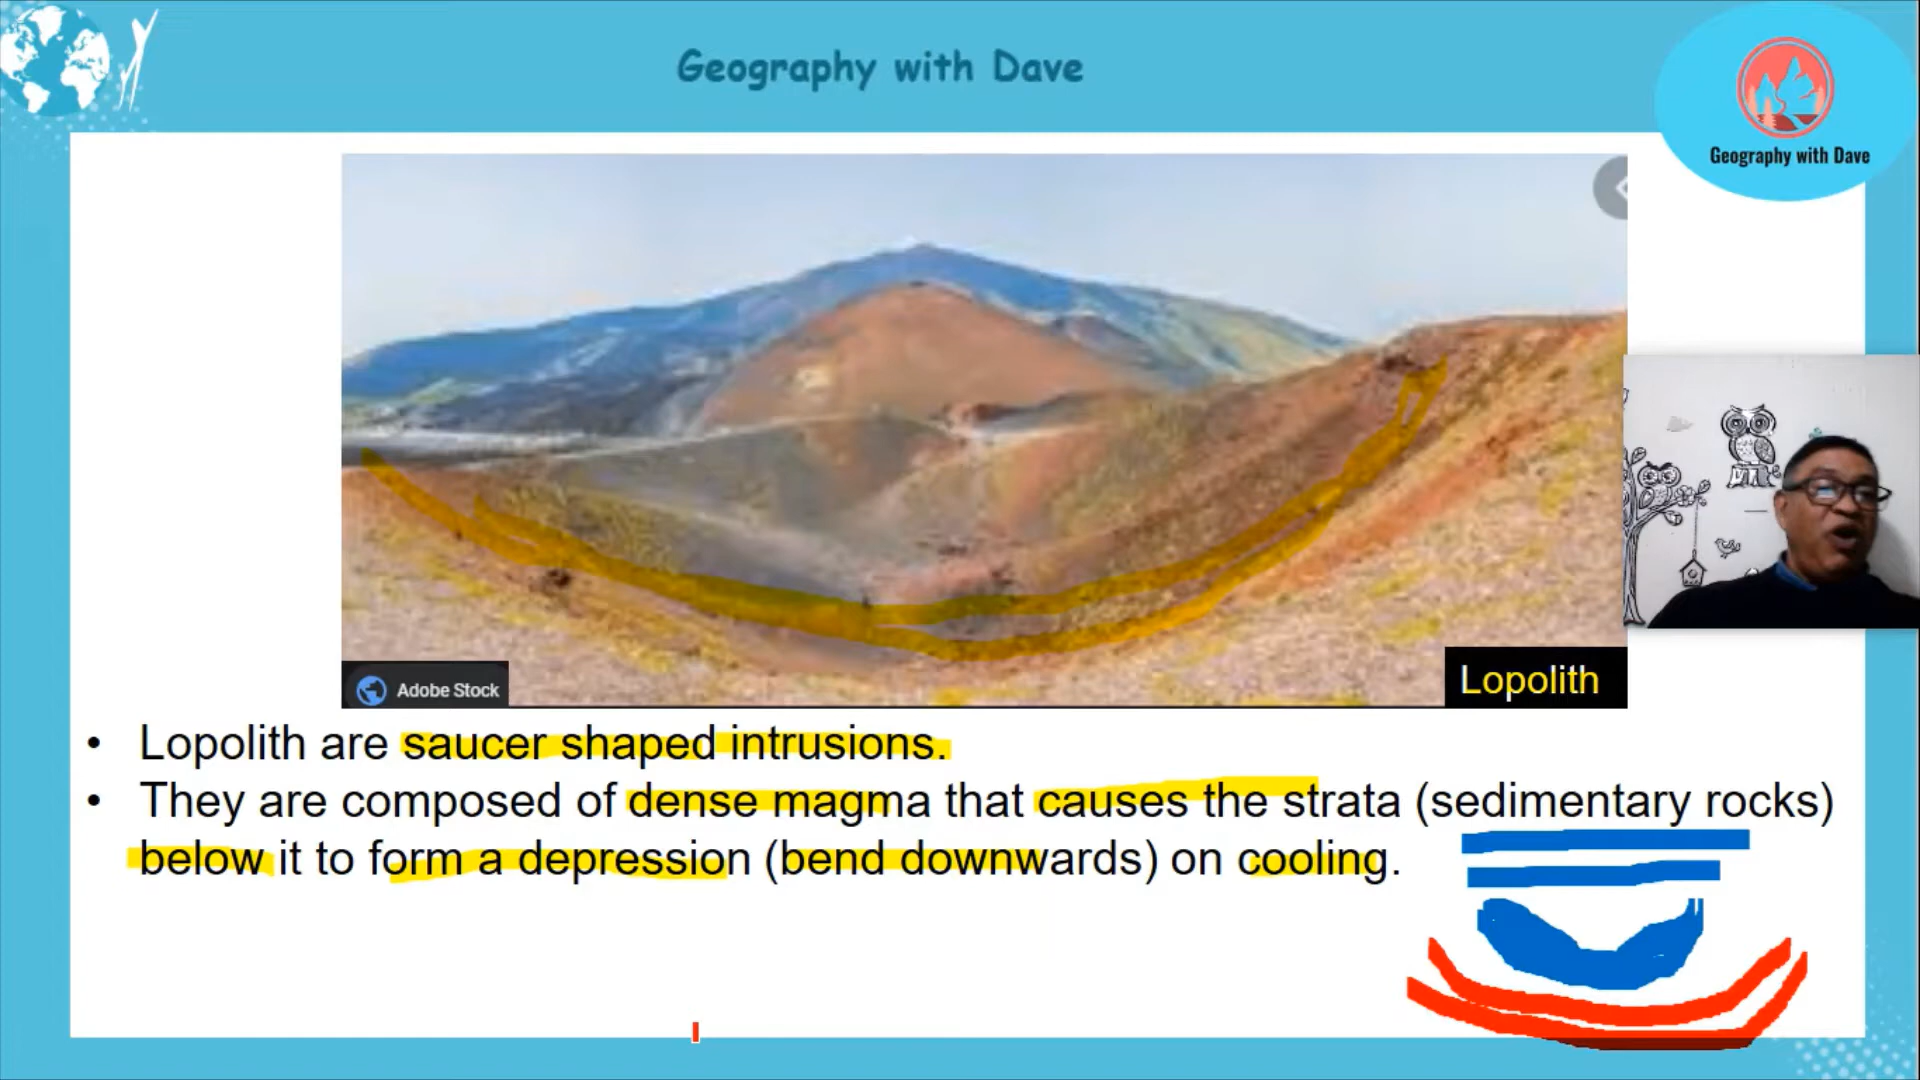 Geography with Dave
Geography with Dave
Adobe Stock
Lopolith
• Lopolith are saucer shaped intrusions.
• They are composed of dense magma that causes the strata (sedimentary rocks)
below it to form a depression (bend downwards) on cooling.